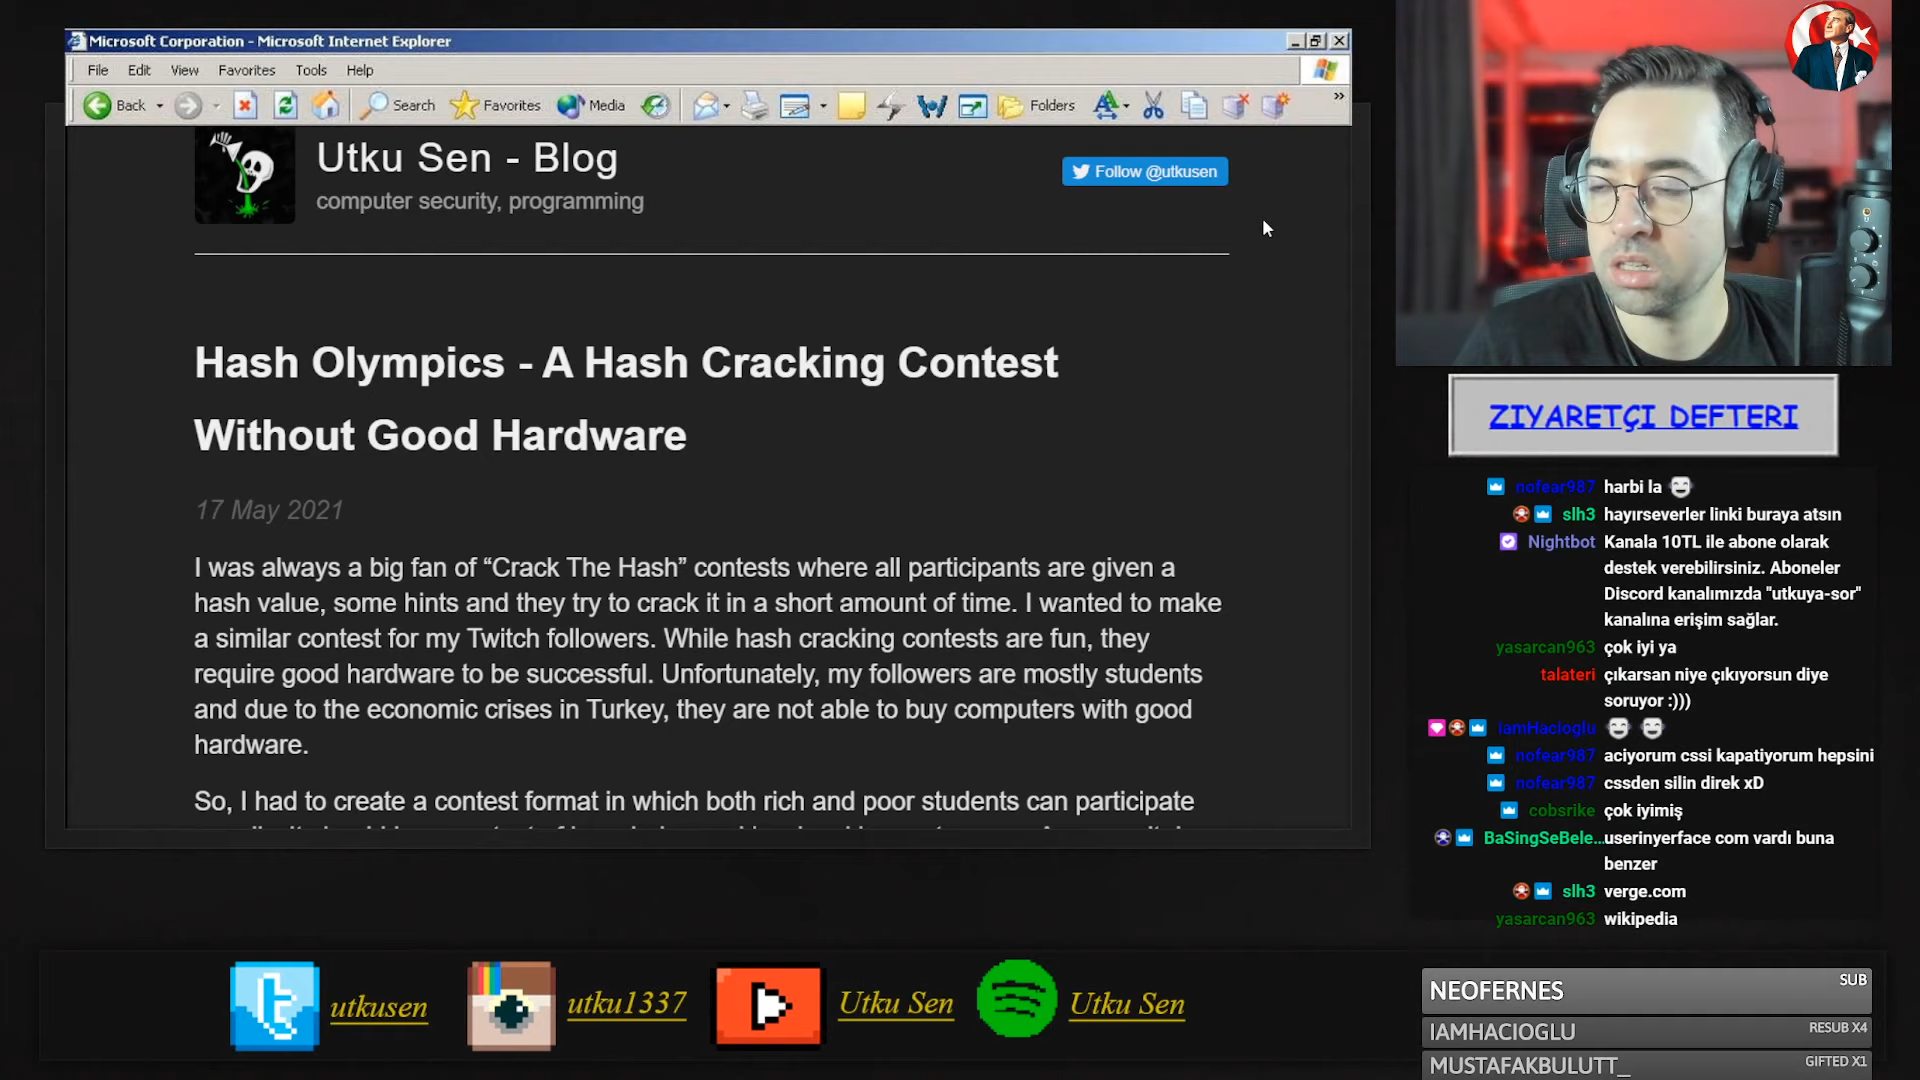 Microsoft Corporation - Microsoft Internet Explorer
File Edit View Favorites Tools Help
Back Search Favorites Media Folders »
Utku Sen - Blog
computer security, programming
Follow @utkusen
Hash Olympics - A Hash Cracking Contest
Without Good Hardware
17 May 2021
I was always a big fan of “Crack The Hash” contests where all participants are given a
hash value, some hints and they try to crack it in a short amount of time. I wanted to make
a similar contest for my Twitch followers. While hash cracking contests are fun, they
require good hardware to be successful. Unfortunately, my followers are mostly students
and due to the economic crises in Turkey, they are not able to buy computers with good
hardware.
So, I had to create a contest format in which both rich and poor students can participate
ZIYARETÇI DEFTERI
nofear987 harbi la
slh3 hayırseverler linki buraya atsın
Nightbot Kanala 10TL ile abone olarak
destek verebilirsiniz. Aboneler
Discord kanalımızda "utkuya-sor"
kanalına erişim sağlar.
yasarcan963 çok iyi ya
talateri çıkarsan niye çıkıyorsun diye
soruyor :)))
IamHacioglu
nofear987 aciyorum cssi kapatiyorum hepsini
nofear987 cssden silin direk xD
cobsrike çok iyimiş
BaSingSeBele... userinyerface com vardı buna
benzer
slh3 verge.com
yasarcan963 wikipedia
utkusen
utku1337
Utku Sen
Utku Sen
NEOFERNES SUB
IAMHACIOGLU RESUB X4
MUSTAFAKBULUTT_ GIFTED X1